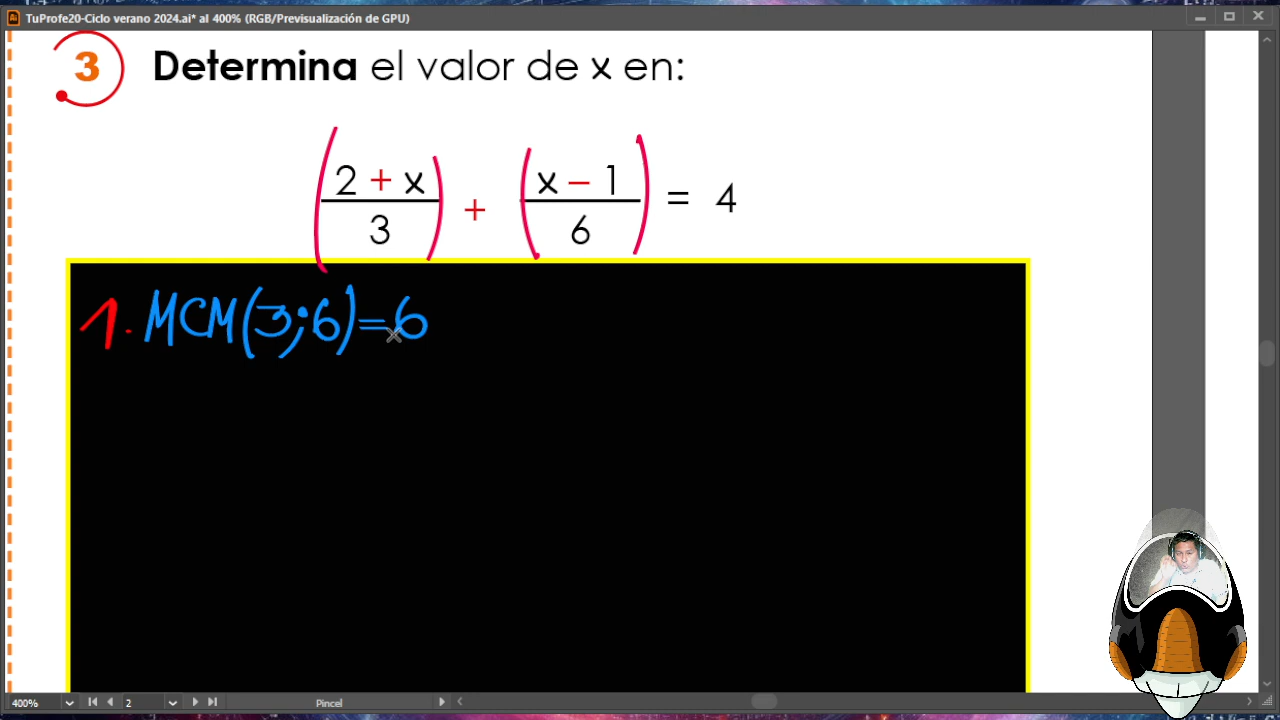 TuProfe20-Ciclo verano 2024.ai* al 400% (RGB/Previsualización de GPU)
3 Determina el valor de x en:
(2 + x)/3 + (x – 1)/6 = 4
1. MCM(3;6)=6
400% 2 Pincel